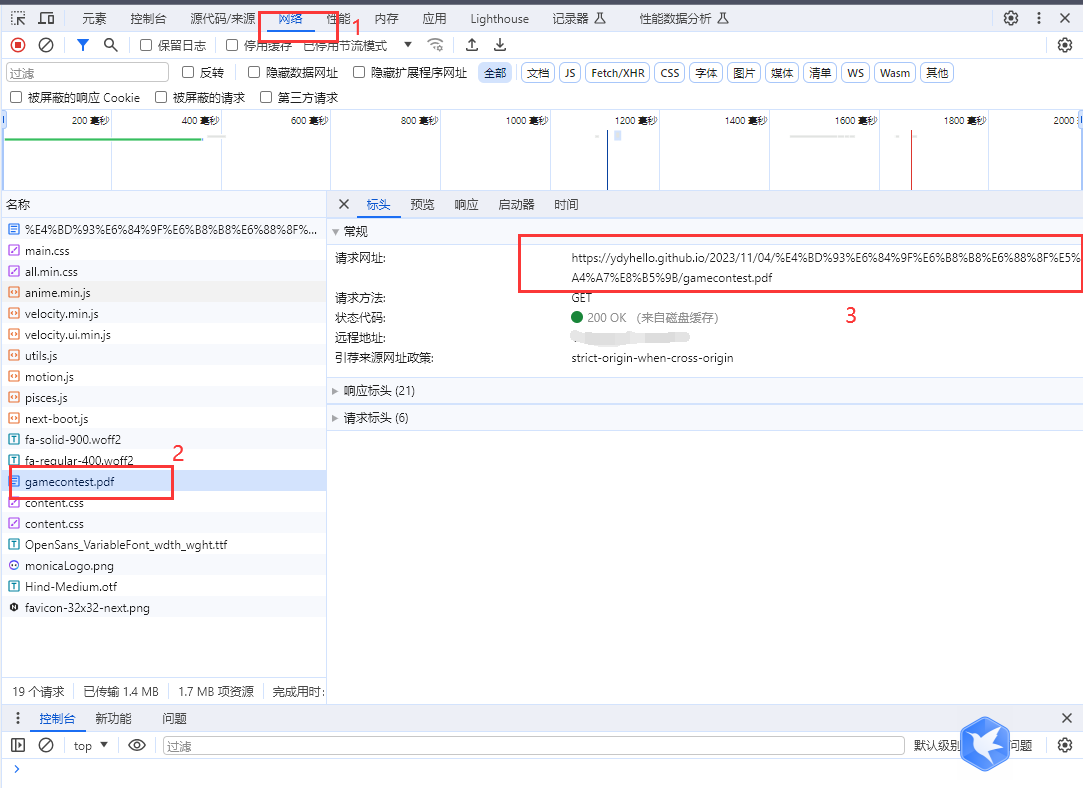 元素 控制台 源代码/来源 网络 性能 内存 应用 Lighthouse 记录器 性能数据分析
1
保留日志 停用缓存 已停用节流模式
过滤 反转 隐藏数据网址 隐藏扩展程序网址 全部 文档 JS Fetch/XHR CSS 字体 图片 媒体 清单 WS Wasm 其他
被屏蔽的响应 Cookie 被屏蔽的请求 第三方请求
200 毫秒 400 毫秒 600 毫秒 800 毫秒 1000 毫秒 1200 毫秒 1400 毫秒 1600 毫秒 1800 毫秒 2000
名称
%E4%BD%93%E6%84%9F%E6%B8%B8%E6%88%8F%...
main.css
all.min.css
anime.min.js
velocity.min.js
velocity.ui.min.js
utils.js
motion.js
pisces.js
next-boot.js
fa-solid-900.woff2
fa-regular-400.woff2
2
gamecontest.pdf
content.css
content.css
OpenSans_VariableFont_wdth_wght.ttf
monicaLogo.png
Hind-Medium.otf
favicon-32x32-next.png
标头 预览 响应 启动器 时间
常规
请求网址: https://ydyhello.github.io/2023/11/04/%E4%BD%93%E6%84%9F%E6%B8%B8%E6%88%8F%E5%
A4%A7%E8%B5%9B/gamecontest.pdf
请求方法: GET
状态代码: 200 OK （来自磁盘缓存）
3
远程地址:
引荐来源网址政策: strict-origin-when-cross-origin
响应标头 (21)
请求标头 (6)
19 个请求 已传输 1.4 MB 1.7 MB 项资源 完成用时:
控制台 新功能 问题
top 过滤 默认级别 问题